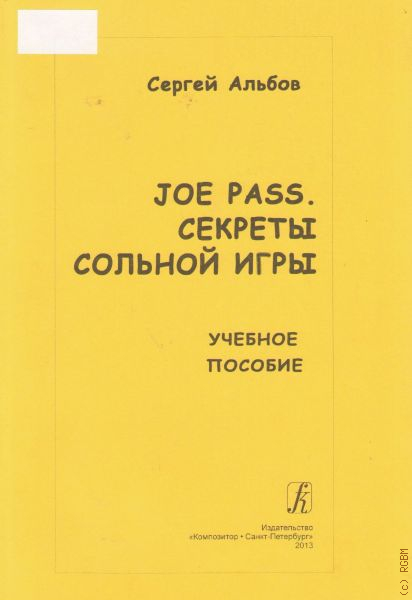 Сергей Альбов
JOE PASS.
СЕКРЕТЫ
СОЛЬНОЙ ИГРЫ
УЧЕБНОЕ
ПОСОБИЕ
Издательство
«Композитор • Санкт-Петербург»
2013
(c) RGBM